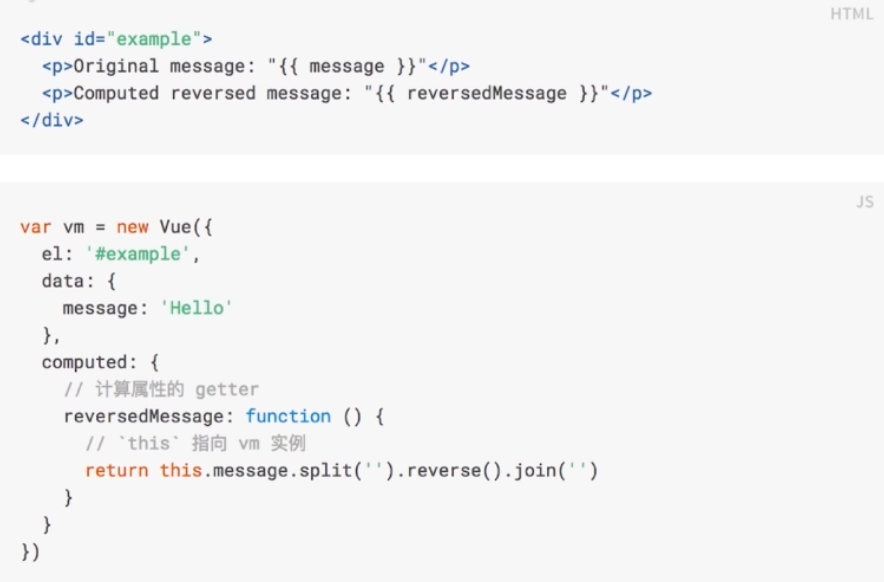 HTML
<div id="example">
  <p>Original message: "{{ message }}"</p>
  <p>Computed reversed message: "{{ reversedMessage }}"</p>
</div>
JS
var vm = new Vue({
  el: '#example',
  data: {
    message: 'Hello'
  },
  computed: {
    // 计算属性的 getter
    reversedMessage: function () {
      // `this` 指向 vm 实例
      return this.message.split('').reverse().join('')
    }
  }
})